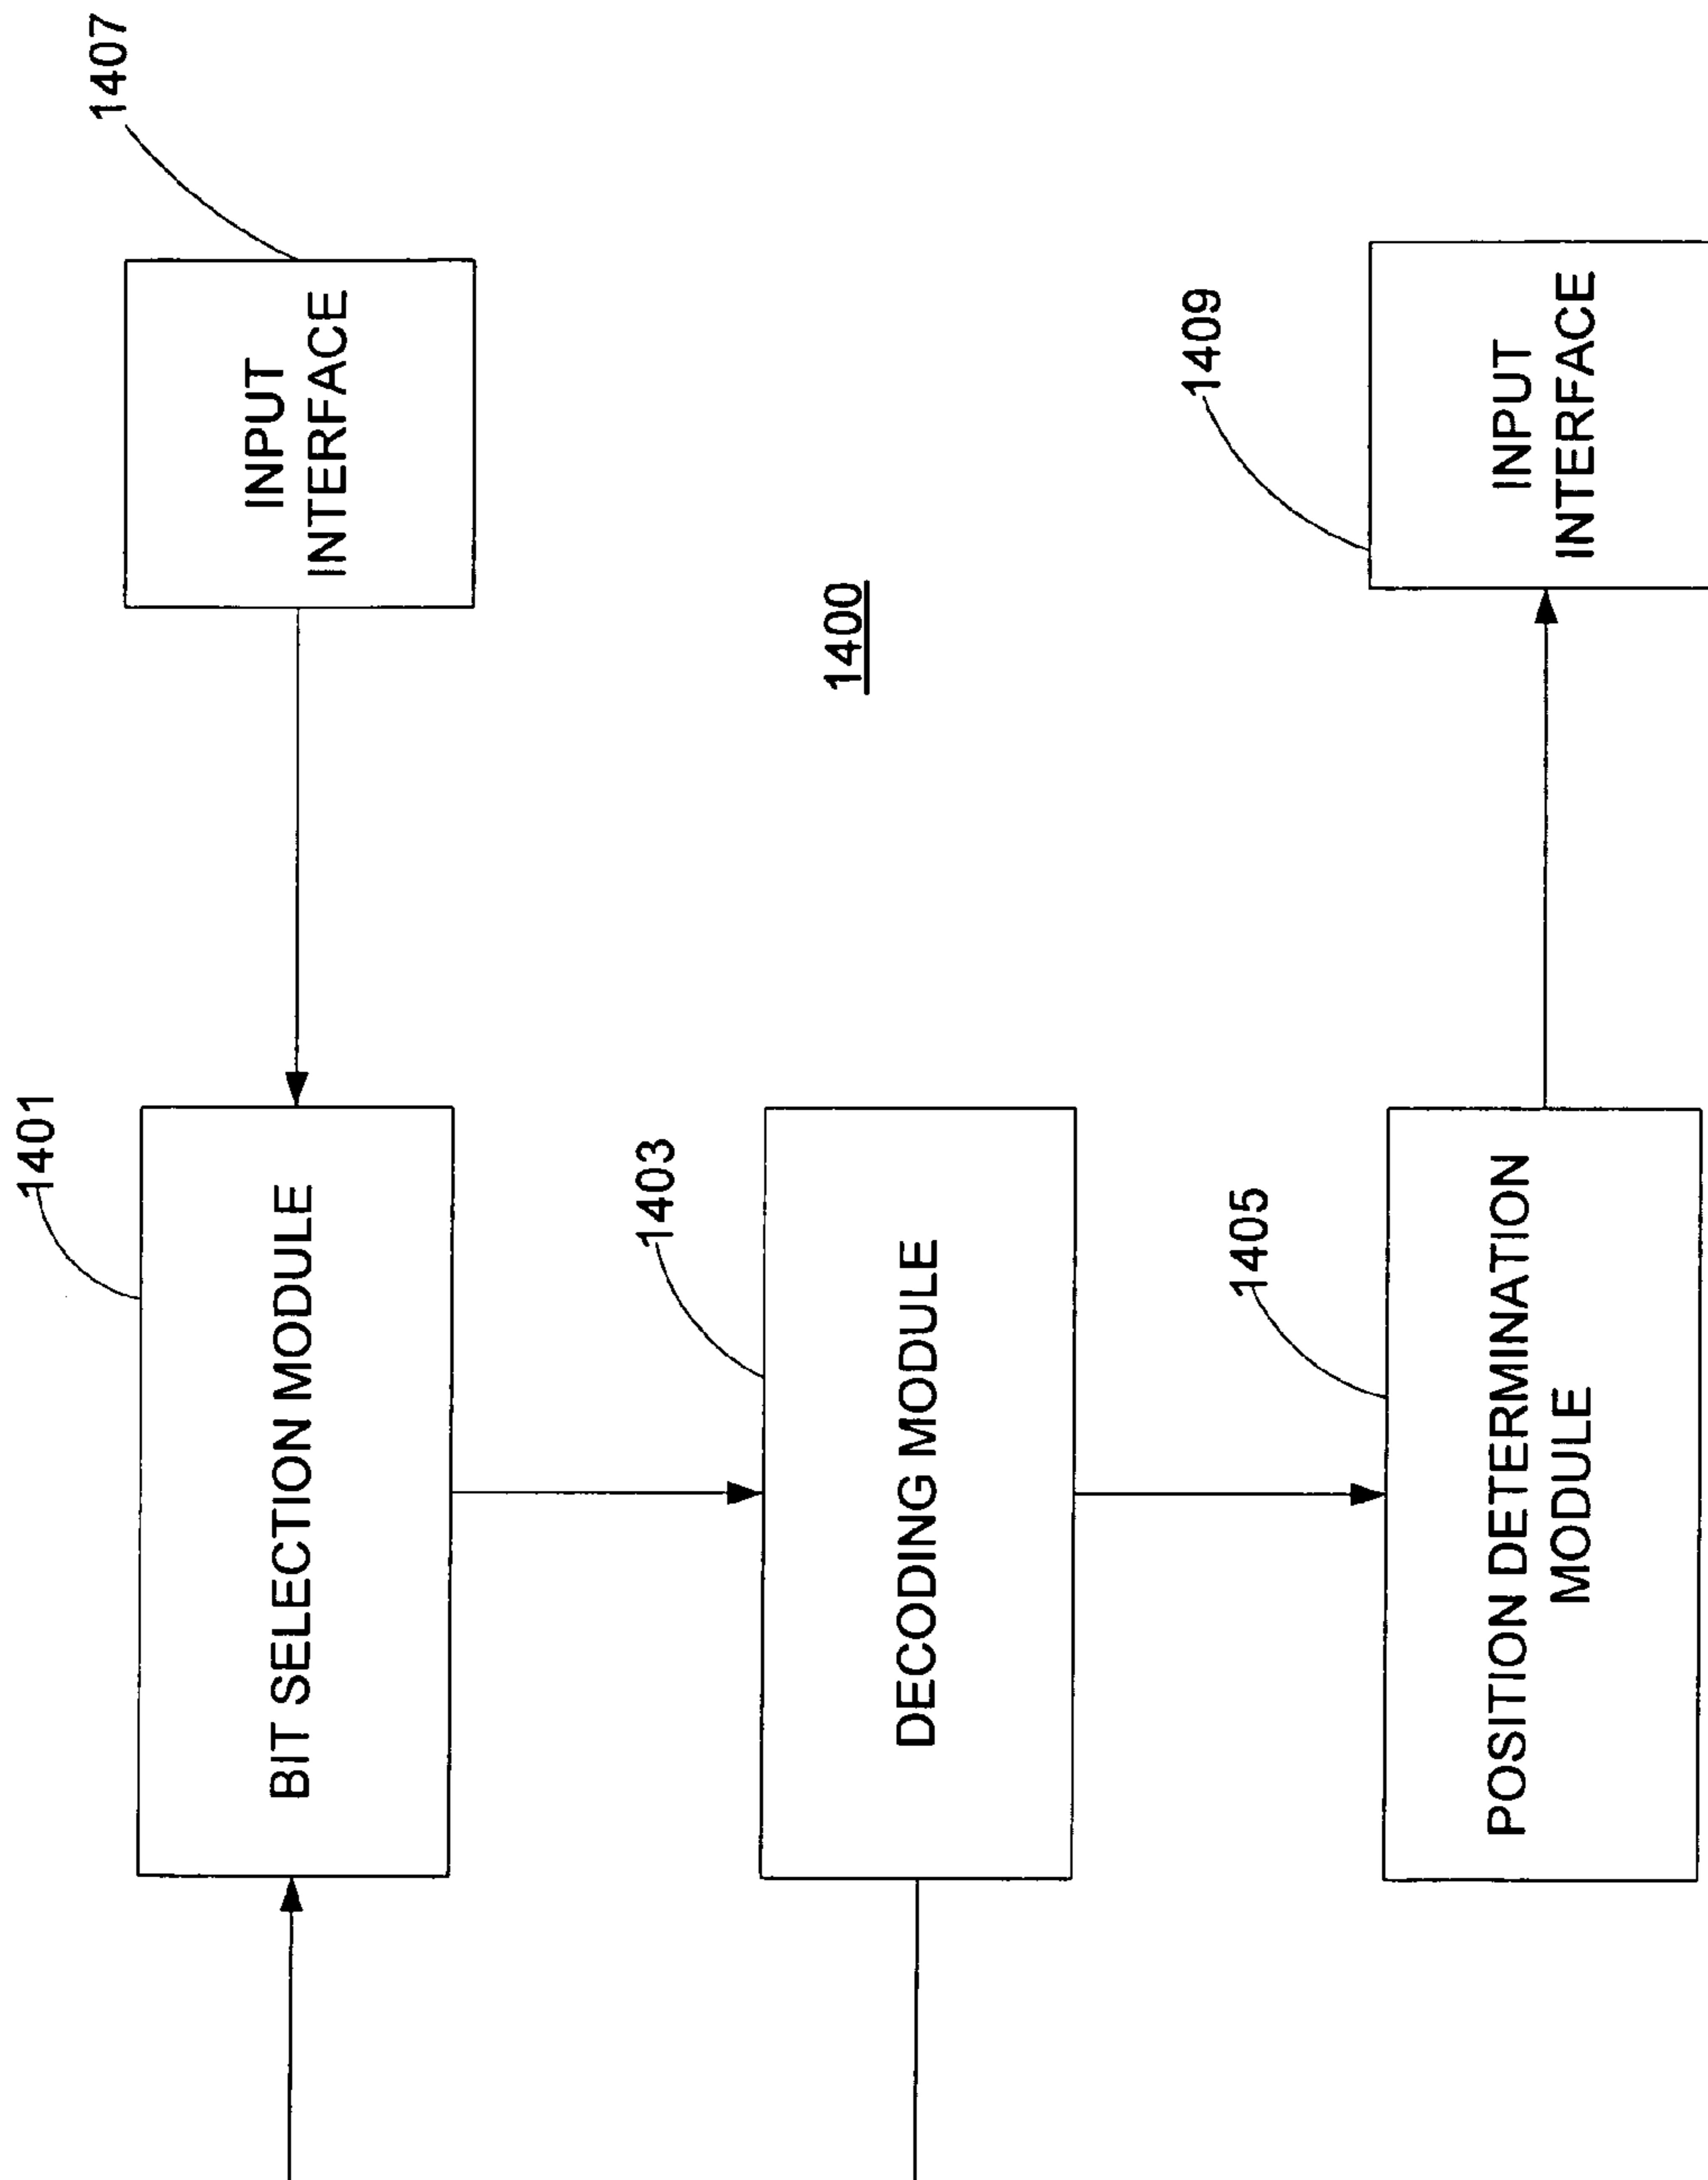 1407
INPUT
INTERFACE
1401
BIT SELECTION MODULE
1400
1403
DECODING MODULE
1409
INPUT
INTERFACE
1405
POSITION DETERMINATION
MODULE